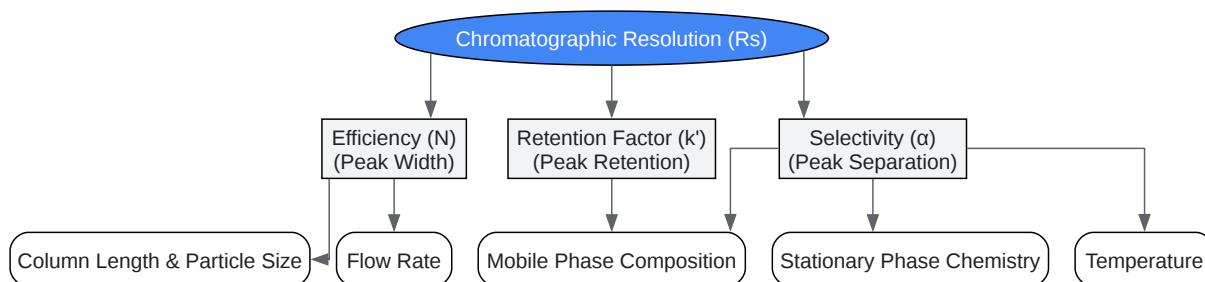 Chromatographic Resolution (Rs)
Efficiency (N)
(Peak Width)
Retention Factor (k')
(Peak Retention)
Selectivity (α)
(Peak Separation)
Column Length & Particle Size
Flow Rate
Mobile Phase Composition
Stationary Phase Chemistry
Temperature